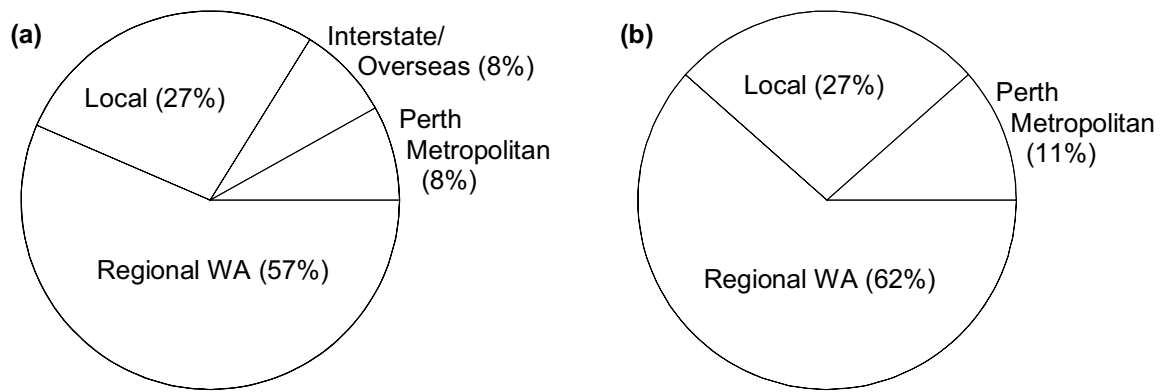 (a)
Interstate/
Overseas (8%)
Local (27%)
Perth
Metropolitan
(8%)
Regional WA (57%)
(b)
Local (27%)
Perth
Metropolitan
(11%)
Regional WA (62%)